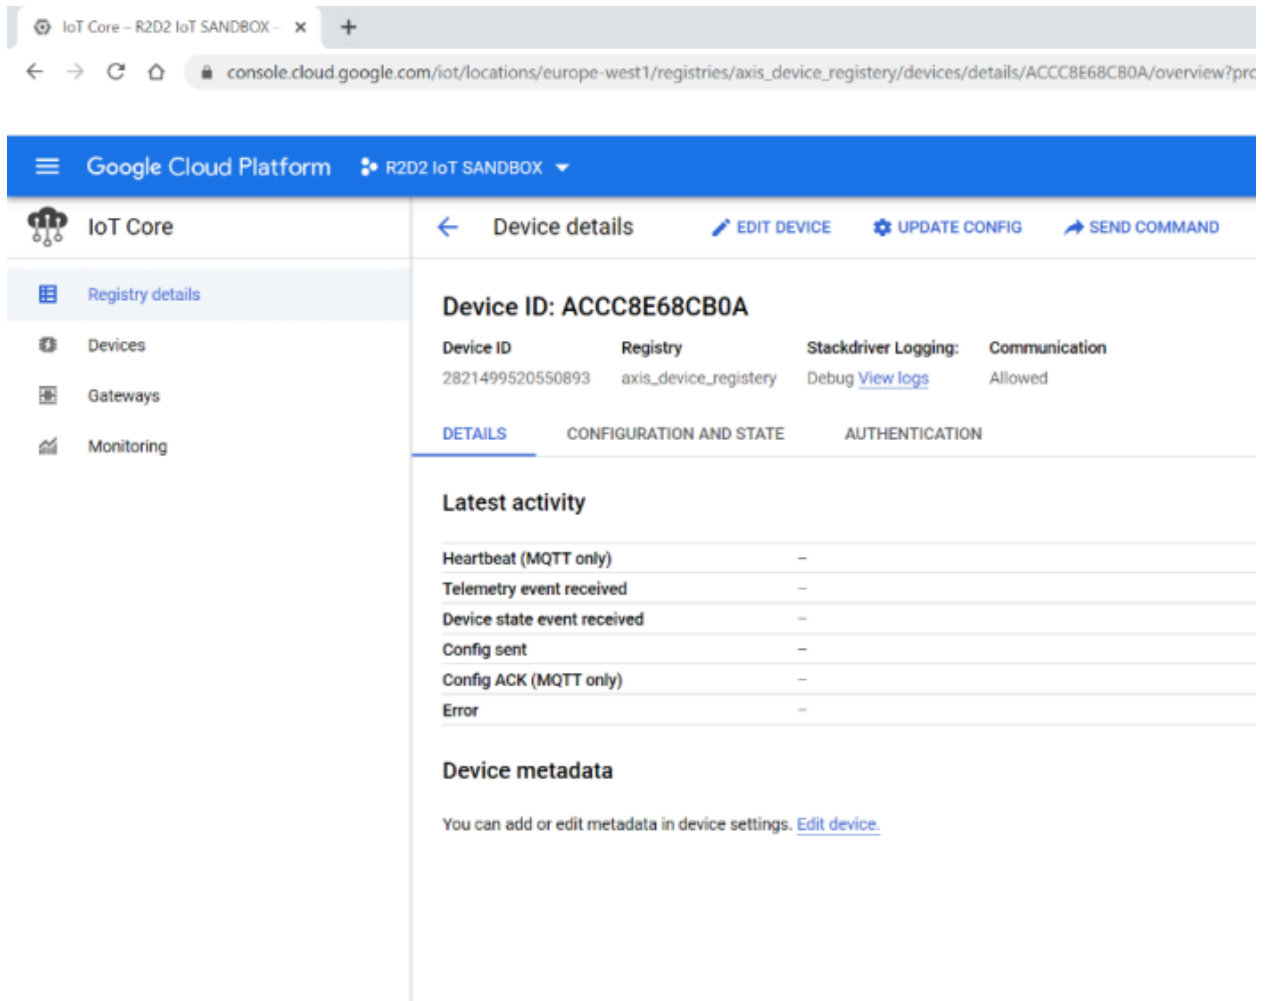 IoT Core – R2D2 IoT SANDBOX –
console.cloud.google.com/iot/locations/europe-west1/registries/axis_device_registery/devices/details/ACCC8E68CB0A/overview?pro
Google Cloud Platform R2D2 IoT SANDBOX
IoT Core
Device details EDIT DEVICE UPDATE CONFIG SEND COMMAND
Registry details
Devices
Gateways
Monitoring
Device ID: ACCC8E68CB0A
Device ID Registry Stackdriver Logging: Communication
2821499520550893 axis_device_registery Debug View logs Allowed
DETAILS CONFIGURATION AND STATE AUTHENTICATION
Latest activity
Heartbeat (MQTT only) –
Telemetry event received –
Device state event received –
Config sent –
Config ACK (MQTT only) –
Error –
Device metadata
You can add or edit metadata in device settings. Edit device.